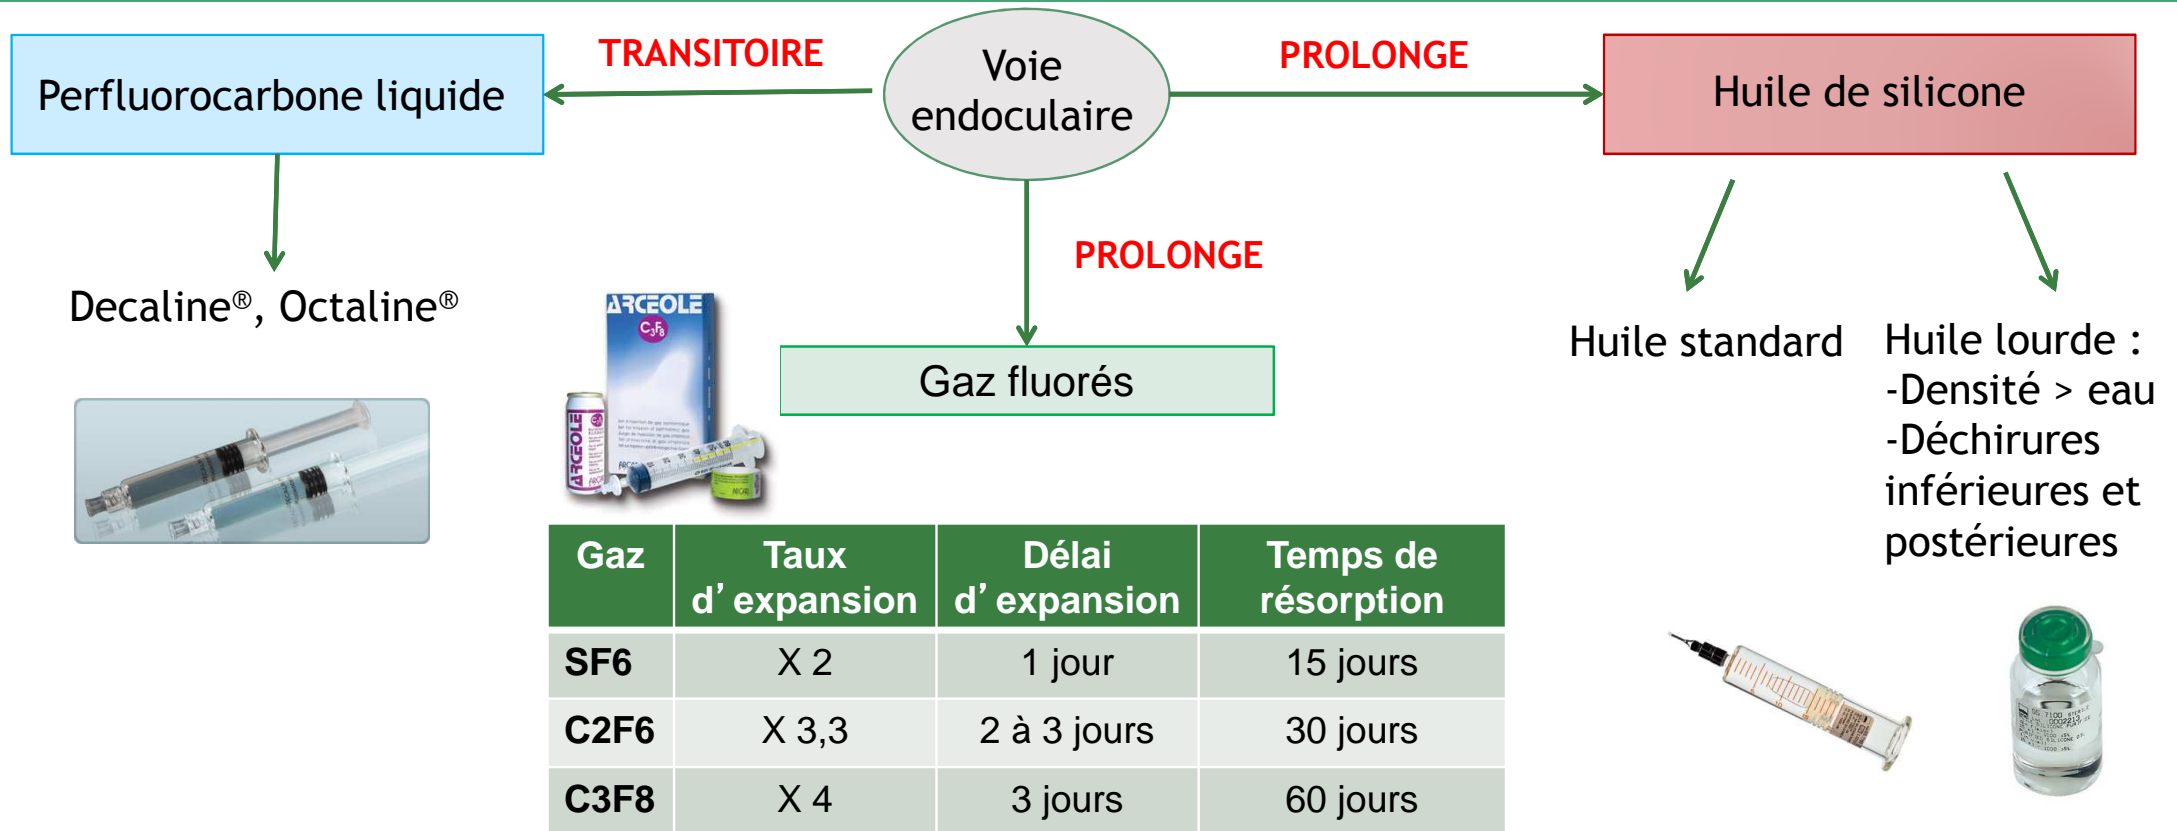 TRANSITOIRE
Voie
endoculaire
PROLONGE
Perfluorocarbone liquide
Huile de silicone
PROLONGE
Decaline®, Octaline®
ARCEOLE
C3F8
ARCEOLE
Gaz fluorés
Huile standard
Huile lourde :
-Densité > eau
-Déchirures
inférieures et
postérieures
Gaz
Taux
d’expansion
Délai
d’expansion
Temps de
résorption
SF6
X 2
1 jour
15 jours
C2F6
X 3,3
2 à 3 jours
30 jours
C3F8
X 4
3 jours
60 jours